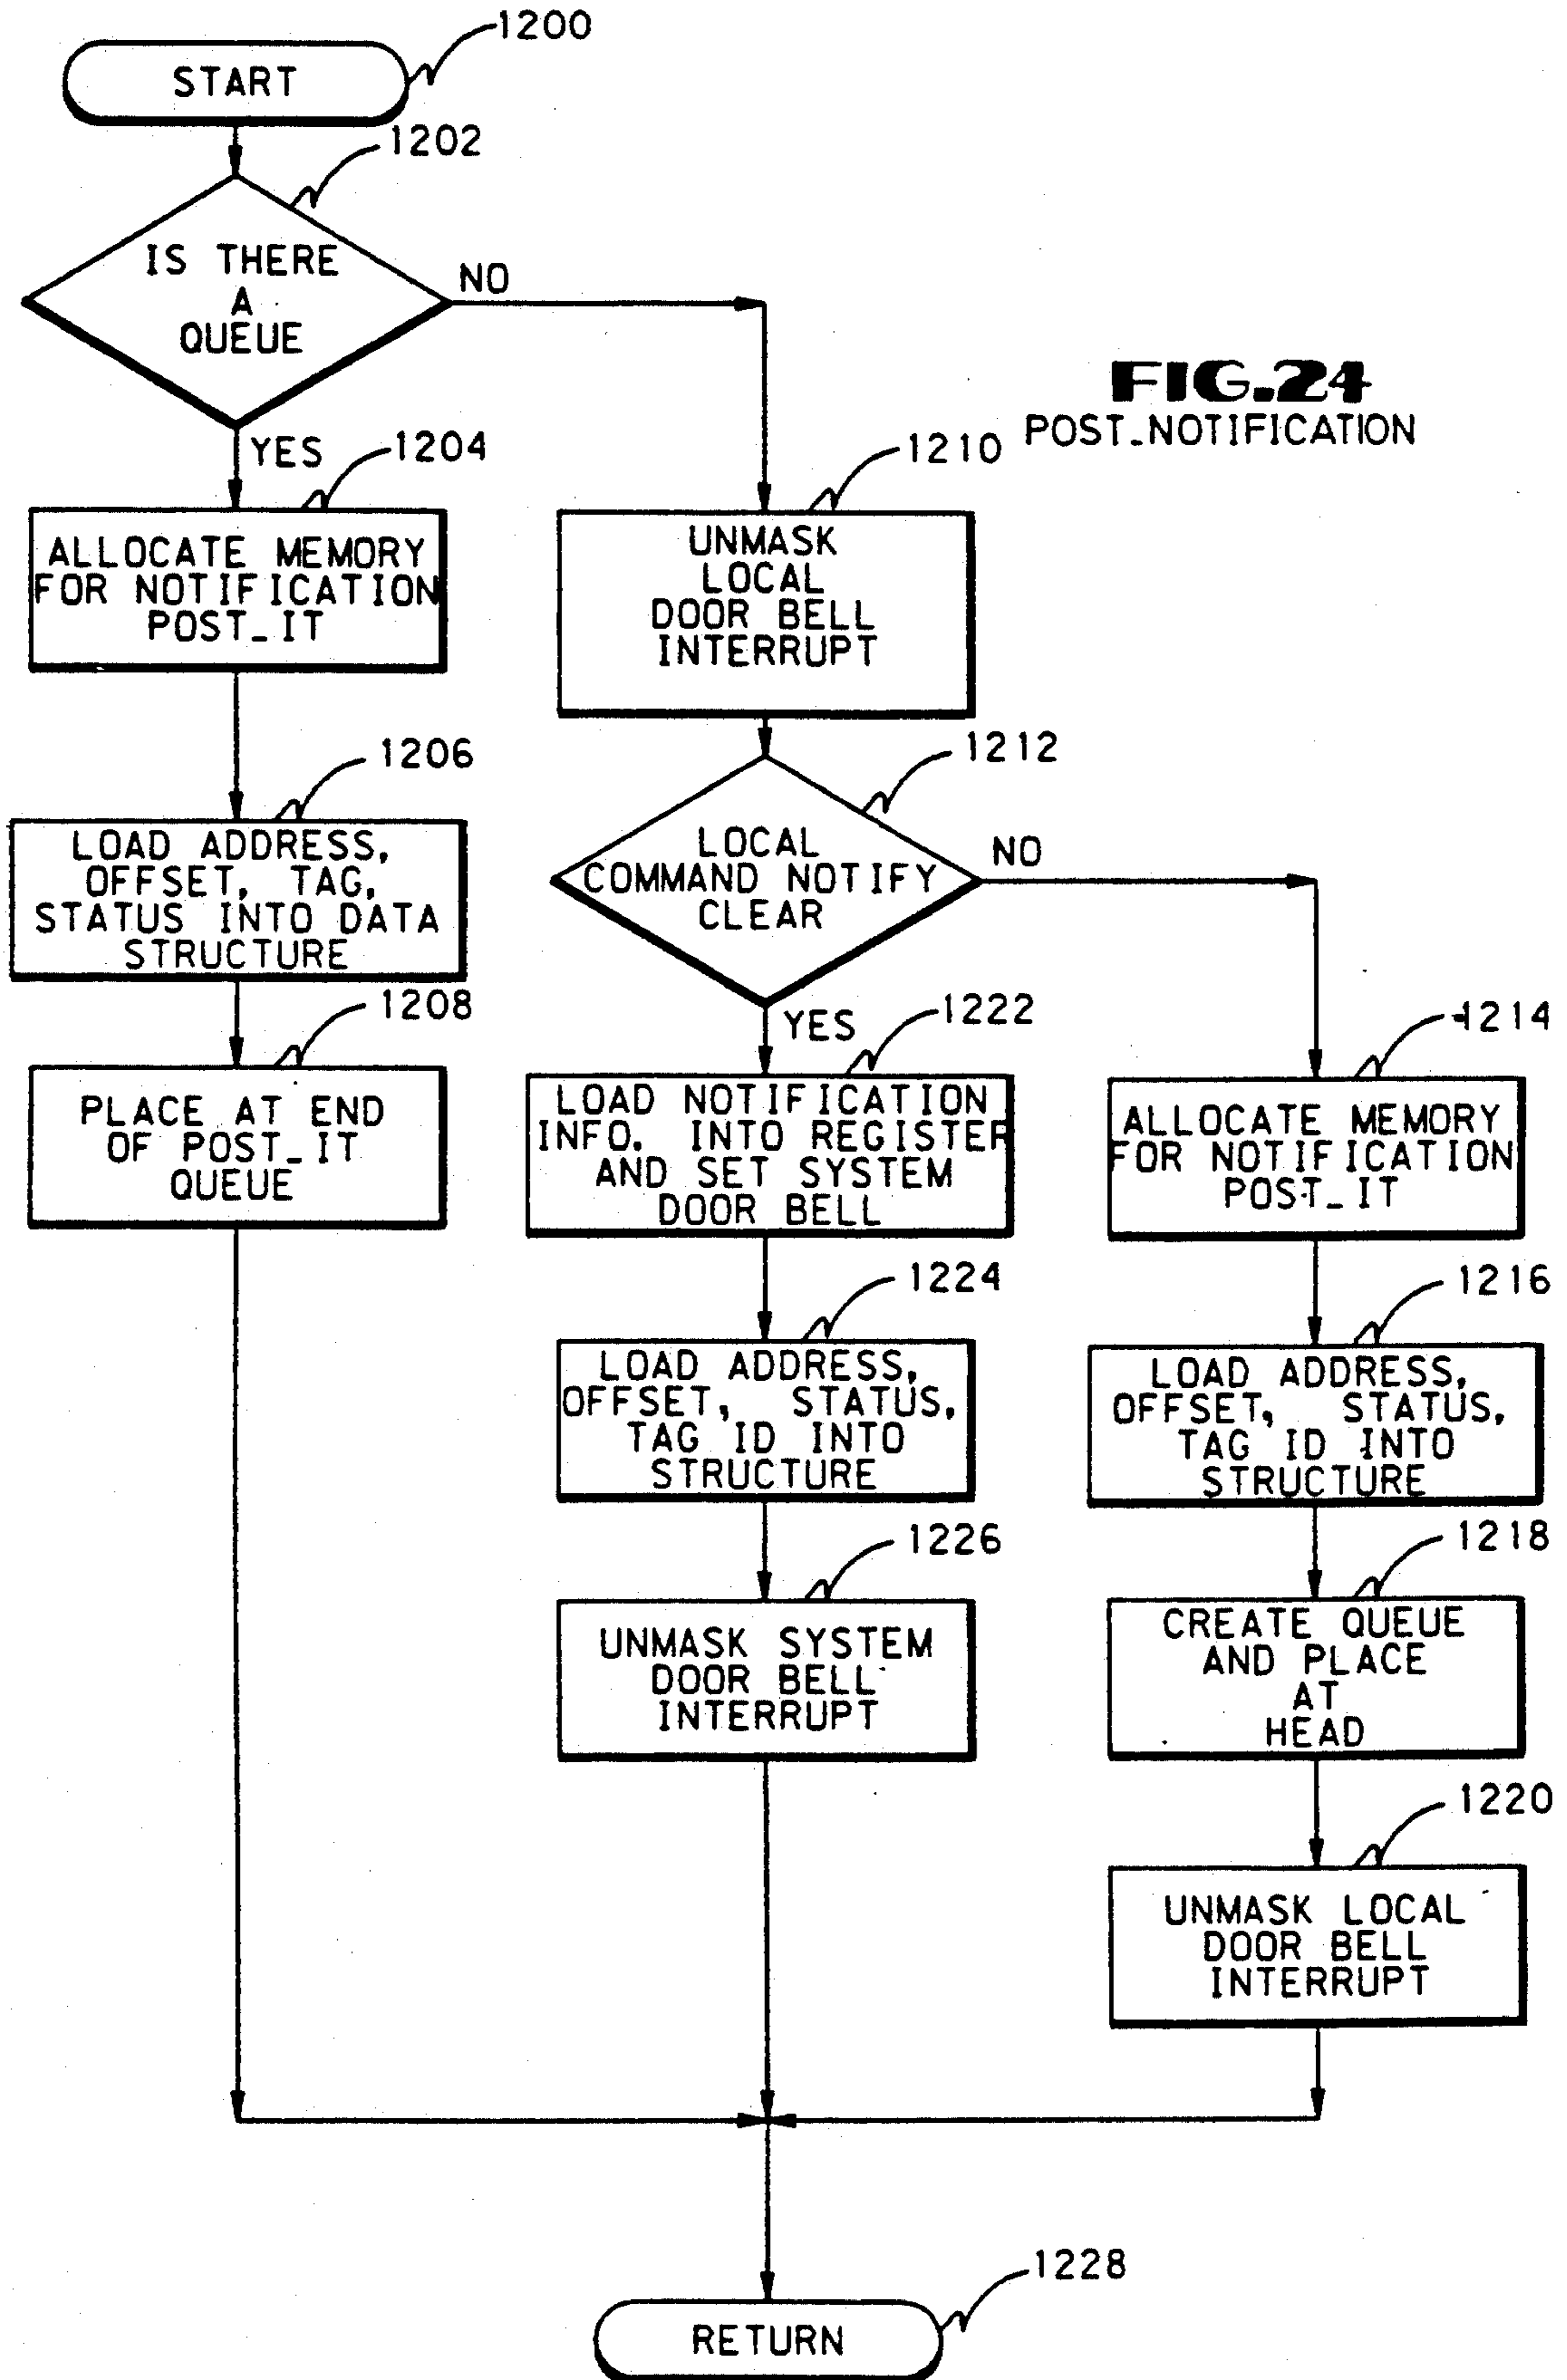 1200
START
1202
IS THERE
A
QUEUE
NO
YES
FIG.24
POST_NOTIFICATION
1204
ALLOCATE MEMORY
FOR NOTIFICATION
POST_IT
1206
LOAD ADDRESS,
OFFSET, TAG,
STATUS INTO DATA
STRUCTURE
1208
PLACE AT END
OF POST_IT
QUEUE
1210
UNMASK
LOCAL
DOOR BELL
INTERRUPT
1212
LOCAL
COMMAND NOTIFY
CLEAR
NO
YES
1222
LOAD NOTIFICATION
INFO. INTO REGISTER
AND SET SYSTEM
DOOR BELL
1224
LOAD ADDRESS,
OFFSET, STATUS,
TAG ID INTO
STRUCTURE
1226
UNMASK SYSTEM
DOOR BELL
INTERRUPT
1214
ALLOCATE MEMORY
FOR NOTIFICATION
POST_IT
1216
LOAD ADDRESS,
OFFSET, STATUS,
TAG ID INTO
STRUCTURE
1218
CREATE QUEUE
AND PLACE
AT
HEAD
1220
UNMASK LOCAL
DOOR BELL
INTERRUPT
1228
RETURN